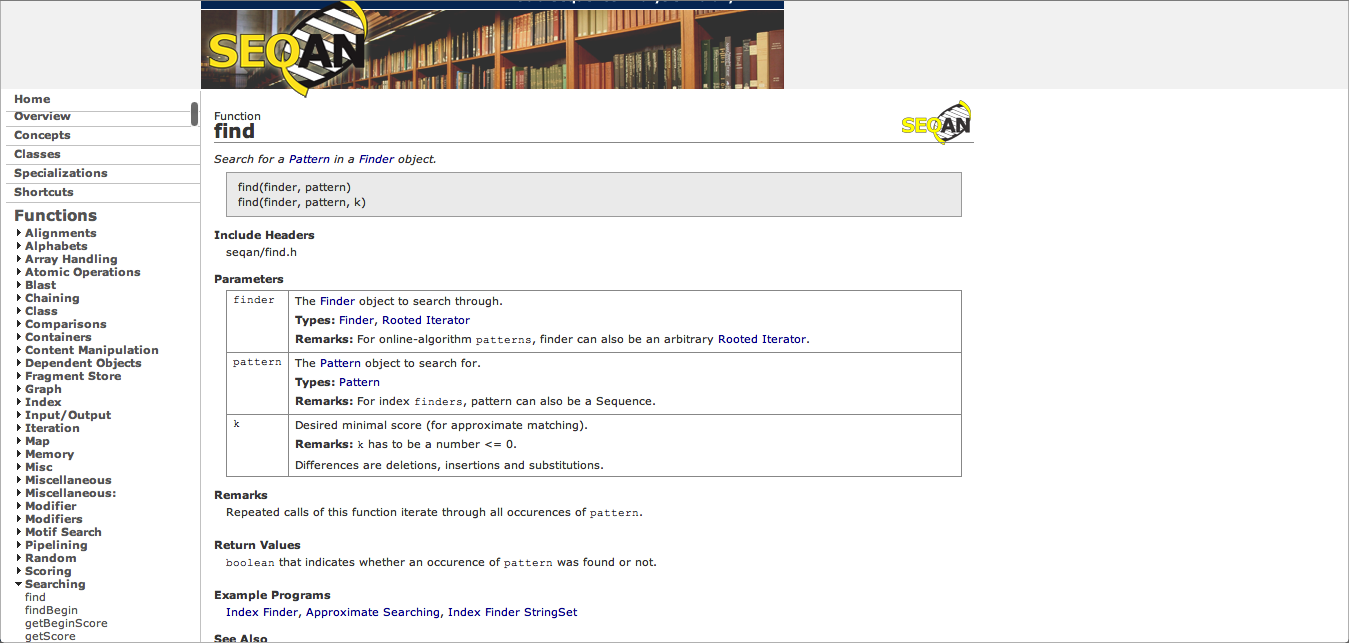 SEQAN
Home
Overview
Concepts
Classes
Specializations
Shortcuts
Functions
Alignments
Alphabets
Array Handling
Atomic Operations
Blast
Chaining
Class
Comparisons
Containers
Content Manipulation
Dependent Objects
Fragment Store
Graph
Index
Input/Output
Iteration
Map
Memory
Misc
Miscellaneous
Miscellaneous:
Modifier
Modifiers
Motif Search
Pipelining
Random
Scoring
Searching
find
findBegin
getBeginScore
getScore
Function
find
SEQAN
Search for a Pattern in a Finder object.
find(finder, pattern)
find(finder, pattern, k)
Include Headers
seqan/find.h
Parameters
finder
The Finder object to search through.
Types: Finder, Rooted Iterator
Remarks: For online-algorithm patterns, finder can also be an arbitrary Rooted Iterator.
pattern
The Pattern object to search for.
Types: Pattern
Remarks: For index finders, pattern can also be a Sequence.
k
Desired minimal score (for approximate matching).
Remarks: k has to be a number <= 0.
Differences are deletions, insertions and substitutions.
Remarks
Repeated calls of this function iterate through all occurences of pattern.
Return Values
boolean that indicates whether an occurence of pattern was found or not.
Example Programs
Index Finder, Approximate Searching, Index Finder StringSet
See Also